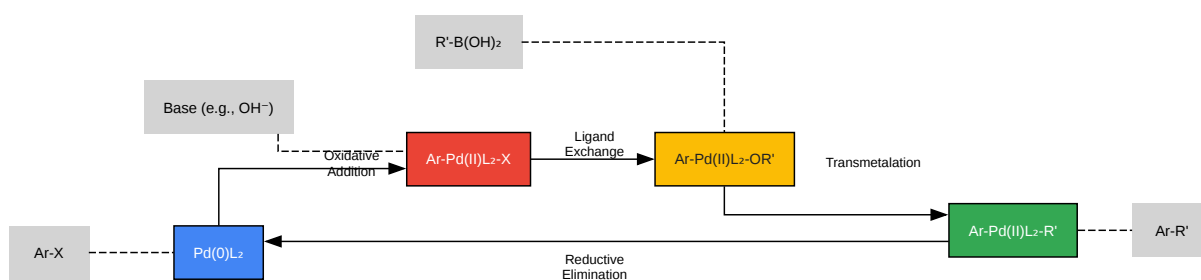 R'-B(OH)₂
Base (e.g., OH⁻)
Oxidative
Addition
Ar-Pd(II)L₂-X
Ligand
Exchange
Ar-Pd(II)L₂-OR'
Transmetalation
Ar-X
Pd(0)L₂
Reductive
Elimination
Ar-Pd(II)L₂-R'
Ar-R'